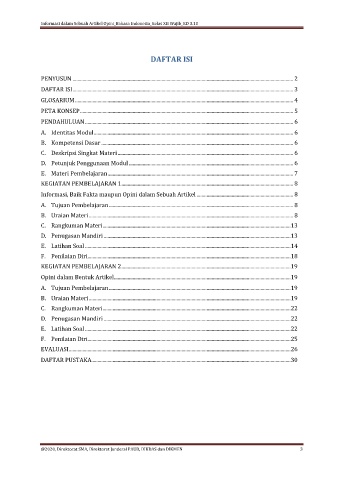 Informasi dalam Sebuah Artikel Opini_Bahasa Indonesia_Kelas XII Wajib_KD 3.10
DAFTAR ISI
PENYUSUN ........ 2
DAFTAR ISI ........ 3
GLOSARIUM ........ 4
PETA KONSEP ........ 5
PENDAHULUAN ........ 6
A. Identitas Modul ........ 6
B. Kompetensi Dasar ........ 6
C. Deskripsi Singkat Materi ........ 6
D. Petunjuk Penggunaan Modul ........ 6
E. Materi Pembelajaran ........ 7
KEGIATAN PEMBELAJARAN 1 ........ 8
Informasi, Baik Fakta maupun Opini dalam Sebuah Artikel ........ 8
A. Tujuan Pembelajaran ........ 8
B. Uraian Materi ........ 8
C. Rangkuman Materi ........ 13
D. Penugasan Mandiri ........ 13
E. Latihan Soal ........ 14
F. Penilaian Diri ........ 18
KEGIATAN PEMBELAJARAN 2 ........ 19
Opini dalam Bentuk Artikel ........ 19
A. Tujuan Pembelajaran ........ 19
B. Uraian Materi ........ 19
C. Rangkuman Materi ........ 22
D. Penugasan Mandiri ........ 22
E. Latihan Soal ........ 22
F. Penilaian Diri ........ 25
EVALUASI ........ 26
DAFTAR PUSTAKA ........ 30
@2020, Direktorat SMA, Direktorat Jenderal PAUD, DIKDAS dan DIKMEN 3